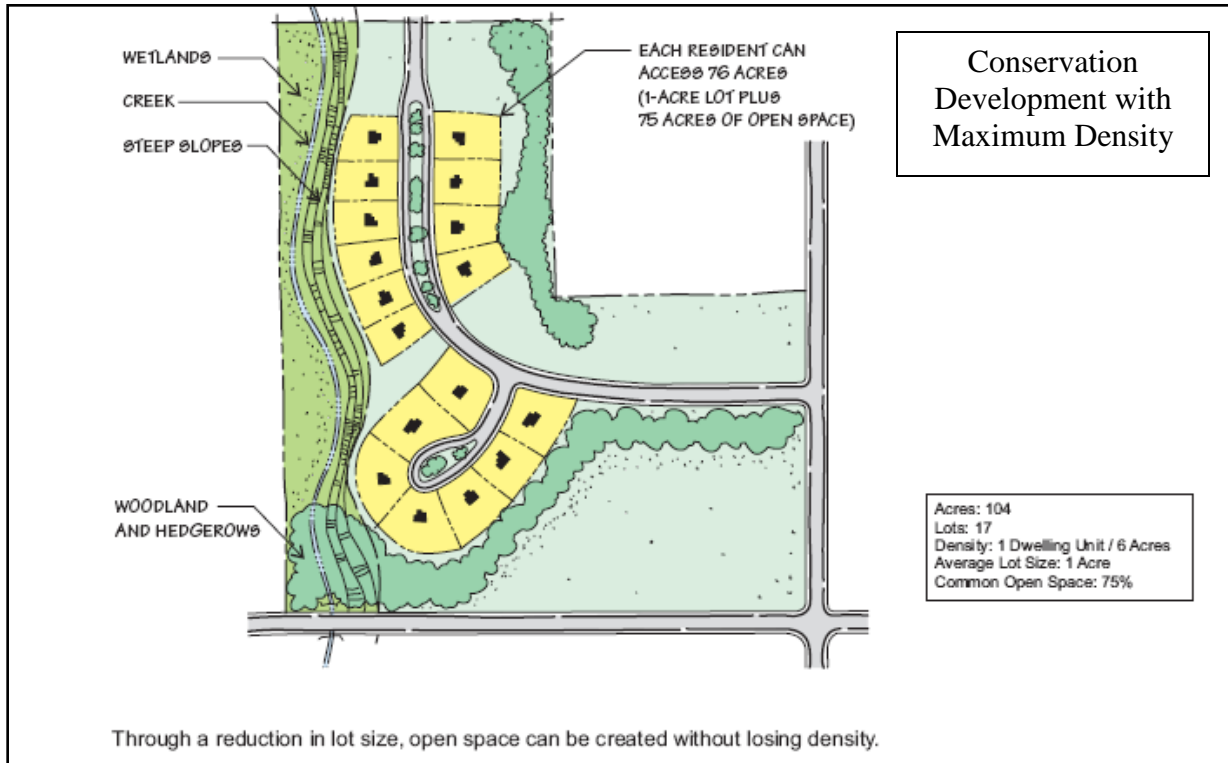 WETLANDS
CREEK
STEEP SLOPES
EACH RESIDENT CAN
ACCESS 76 ACRES
(1-ACRE LOT PLUS
75 ACRES OF OPEN SPACE)
Conservation
Development with
Maximum Density
WOODLAND
AND HEDGEROWS
Acres: 104
Lots: 17
Density: 1 Dwelling Unit / 6 Acres
Average Lot Size: 1 Acre
Common Open Space: 75%
Through a reduction in lot size, open space can be created without losing density.